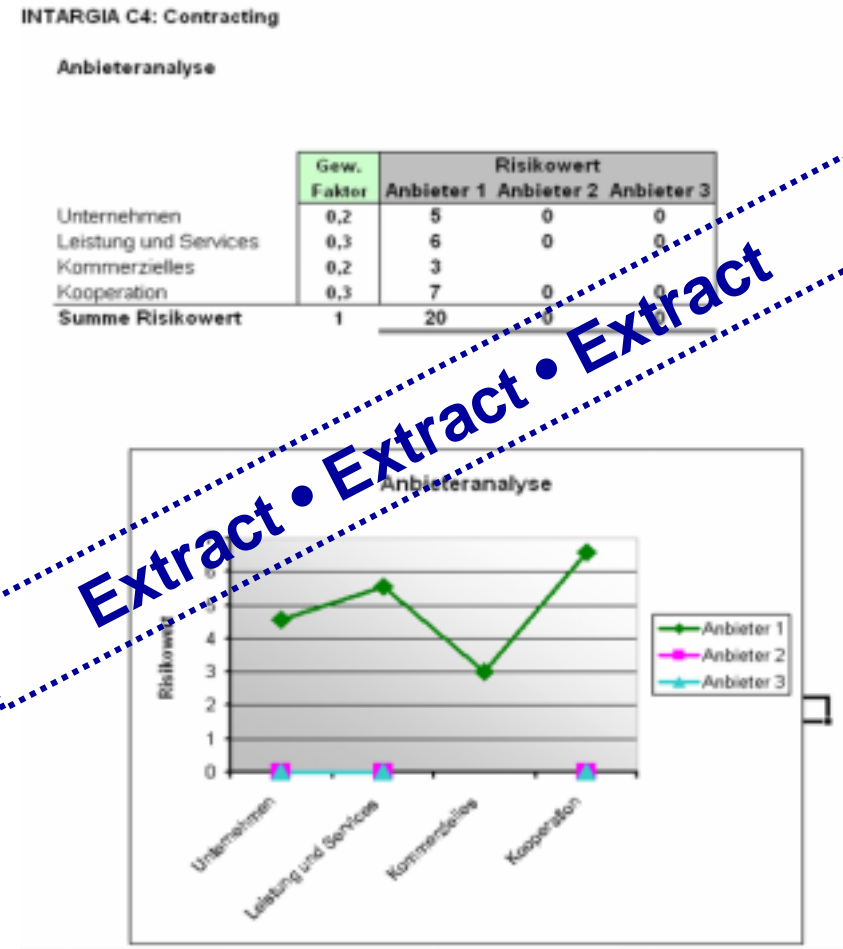 INTARGIA C4: Contracting
Anbieteranalyse
Gew. Risikowert
Faktor Anbieter 1 Anbieter 2 Anbieter 3
Unternehmen 0,2 5 0 0
Leistung und Services 0,3 6 0 0
Kommerzielles 0,2 3
Kooperation 0,3 7 0 0
Summe Risikowert 1 20 0 0
Extract • Extract • Extract
Anbieteranalyse
Risikowert
6
5
4
3
2
1
0
Unternehmen
Leistung und Services
Kommerzielles
Kooperation
Anbieter 1
Anbieter 2
Anbieter 3